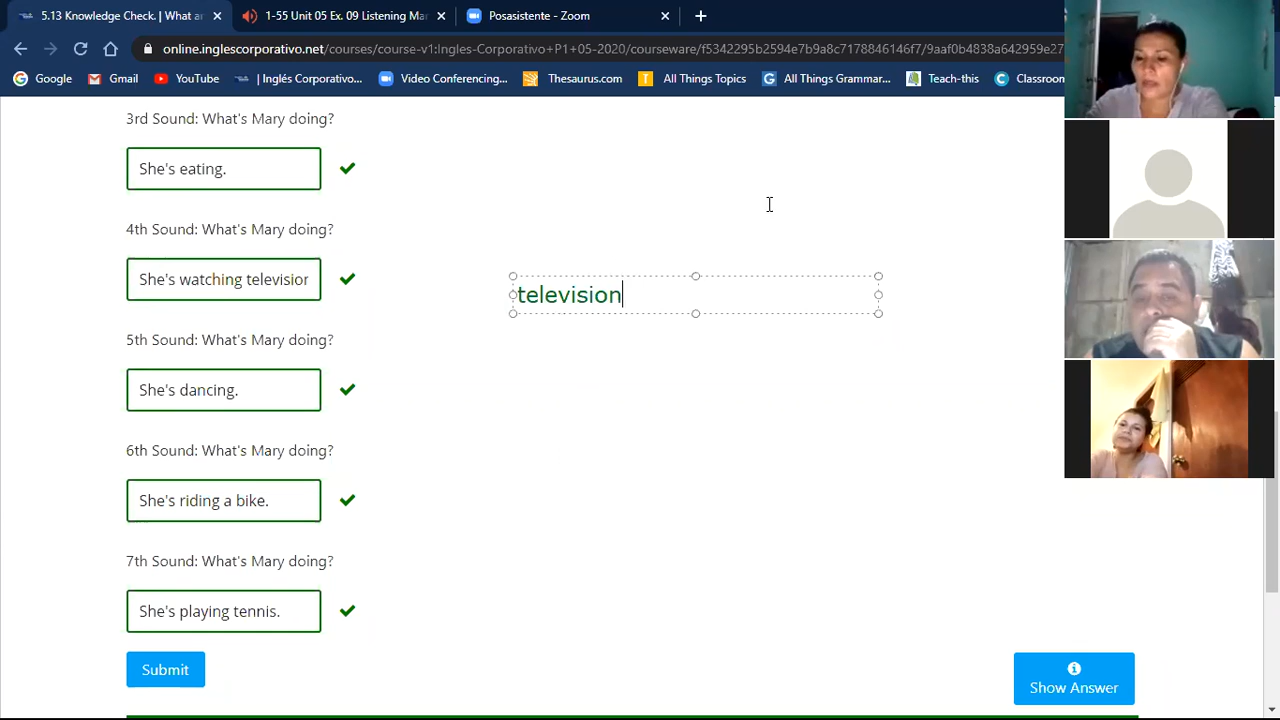 5.13 Knowledge Check. | What ar
1-55 Unit 05 Ex. 09 Listening Mar
Posasistente - Zoom
online.inglescorporativo.net/courses/course-v1:Ingles-Corporativo+P1+05-2020/courseware/f5342295b2594e7b9a8c7178846146f7/9aaf0b4838a642959e27
Google
Gmail
YouTube
| Inglés Corporativo...
Video Conferencing...
Thesaurus.com
All Things Topics
All Things Grammar...
Teach-this
Classroom
3rd Sound: What's Mary doing?
She's eating.
4th Sound: What's Mary doing?
She's watching television
television
5th Sound: What's Mary doing?
She's dancing.
6th Sound: What's Mary doing?
She's riding a bike.
7th Sound: What's Mary doing?
She's playing tennis.
Submit
Show Answer